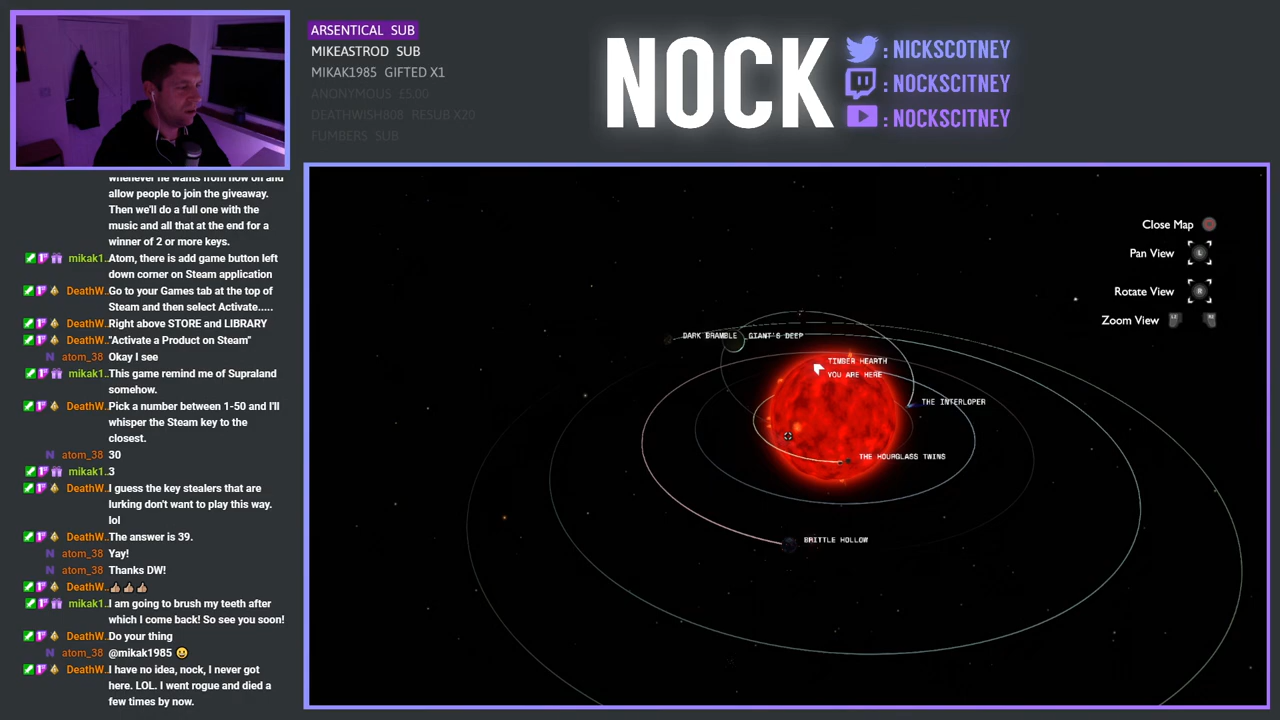 ARSENTICAL SUB
MIKEASTROD SUB
MIKAK1985 GIFTED X1
ANONYMOUS £5.00
DEATHWISH808 RESUB X20
FUMBERS SUB
NOCK
: NICKSCOTNEY
: NOCKSCITNEY
: NOCKSCITNEY
whenever he wants from now on and
allow people to join the giveaway.
Then we'll do a full one with the
music and all that at the end for a
winner of 2 or more keys.
mikak1.. Atom, there is add game button left
down corner on Steam application
DeathW.. Go to your Games tab at the top of
Steam and then select Activate.....
DeathW.. Right above STORE and LIBRARY
DeathW.. "Activate a Product on Steam"
N atom_38 Okay I see
mikak1.. This game remind me of Supraland
somehow.
DeathW.. Pick a number between 1-50 and I'll
whisper the Steam key to the
closest.
N atom_38 30
mikak1.. 3
DeathW.. I guess the key stealers that are
lurking don't want to play this way.
lol
DeathW.. The answer is 39.
N atom_38 Yay!
N atom_38 Thanks DW!
DeathW.. 👍🏽👍🏽👍🏽
mikak1.. I am going to brush my teeth after
which I come back! So see you soon!
DeathW.. Do your thing
N atom_38 @mikak1985 😀
DeathW.. I have no idea, nock, I never got
here. LOL. I went rogue and died a
few times by now.
Close Map
Pan View L
Rotate View R
Zoom View L2 R2
DARK BRAMBLE GIANT'S DEEP
TIMBER HEARTH
YOU ARE HERE
THE INTERLOPER
THE HOURGLASS TWINS
BRITTLE HOLLOW